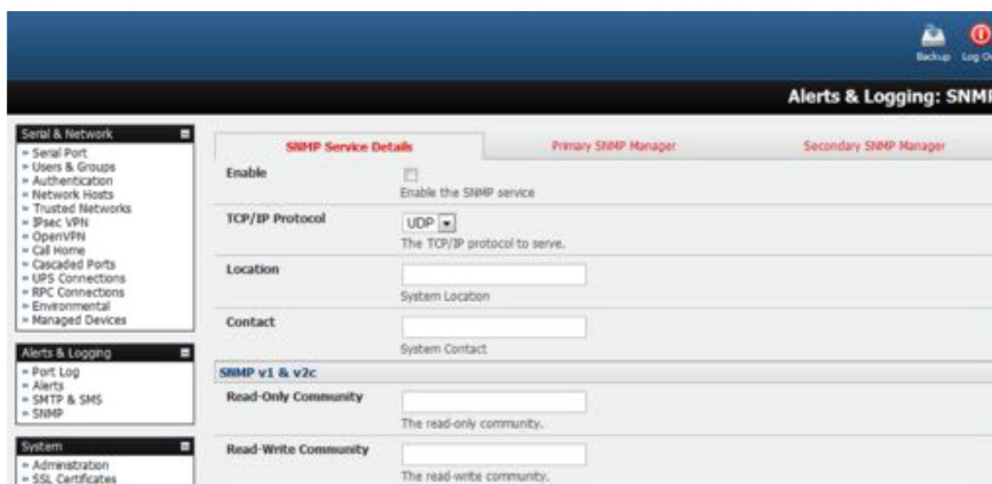 Backup Log O
Alerts & Logging: SNMP
Serial & Network
Serial Port
Users & Groups
Authentication
Network Hosts
Trusted Networks
IPsec VPN
OpenVPN
Call Home
Cascaded Ports
UPS Connections
RPC Connections
Environmental
Managed Devices
Alerts & Logging
Port Log
Alerts
SMTP & SMS
SNMP
System
Administration
SSL Certificates
SNMP Service Details
Primary SNMP Manager
Secondary SNMP Manager
Enable
Enable the SNMP service
TCP/IP Protocol
UDP
The TCP/IP protocol to serve.
Location
System Location
Contact
System Contact
SNMP v1 & v2c
Read-Only Community
The read-only community.
Read-Write Community
The read-write community.